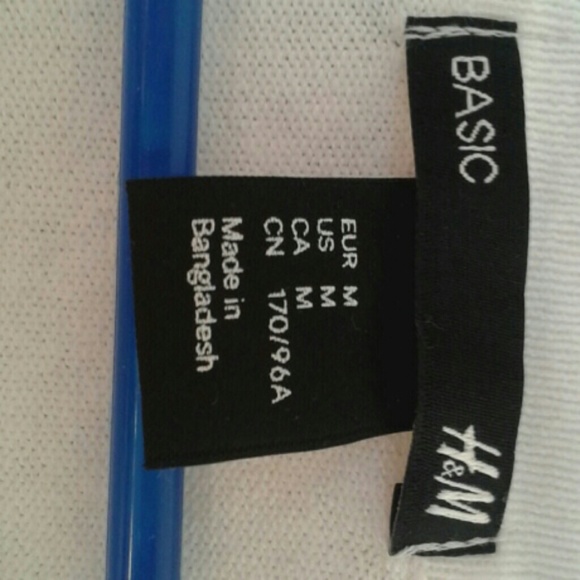 BASIC H&M
EUR M
US M
CA M
CN 170/96A
Made in
Bangladesh